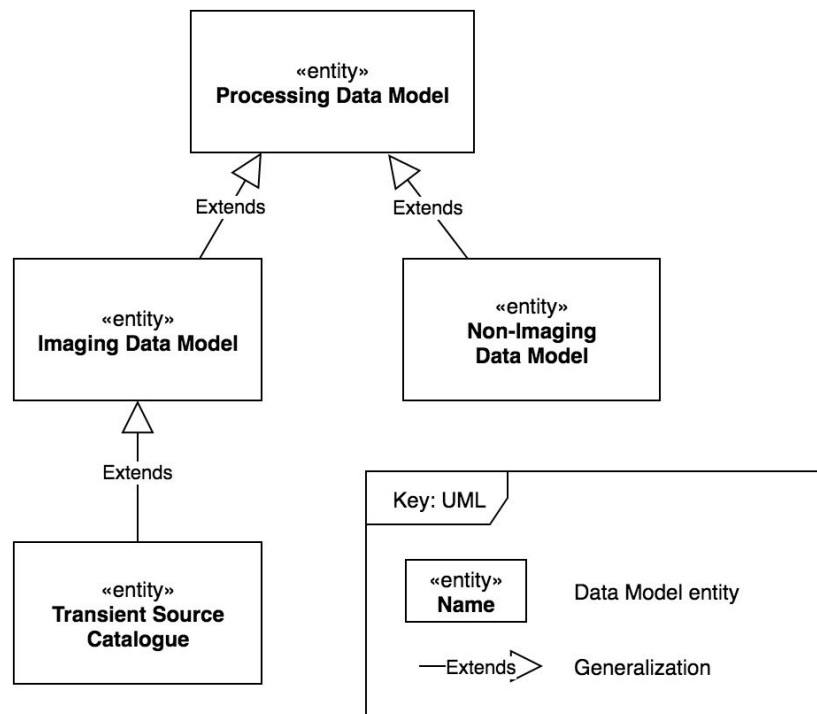 «entity»
Processing Data Model
Extends
Extends
«entity»
Imaging Data Model
«entity»
Non-Imaging
Data Model
Extends
«entity»
Transient Source
Catalogue
Key: UML
«entity»
Name
Data Model entity
Extends
Generalization